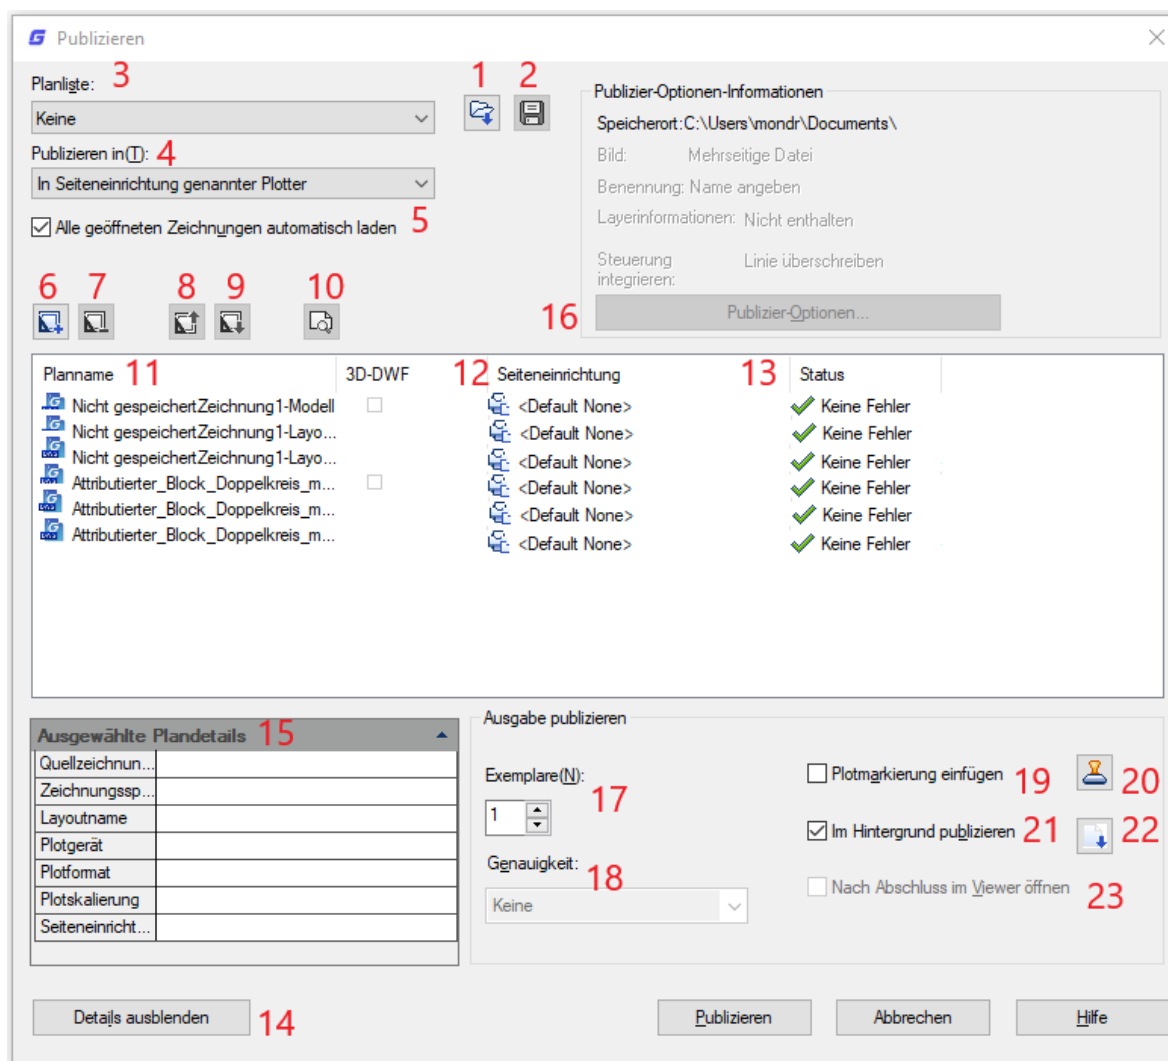 Publizieren
Planliste: 3 1 2
Keine
Publizieren in(T): 4
In Seiteneinrichtung genannter Plotter
Alle geöffneten Zeichnungen automatisch laden 5
Publizier-Optionen-Informationen
Speicherort:C:\Users\mondr\Documents\
Bild: Mehrseitige Datei
Benennung: Name angeben
Layerinformationen: Nicht enthalten
Steuerung integrieren: Linie überschreiben
16 Publizier-Optionen...
6 7 8 9 10
Planname 11 3D-DWF 12 Seiteneinrichtung 13 Status
Nicht gespeichertZeichnung1-Modell <Default None> Keine Fehler
Nicht gespeichertZeichnung1-Layo... <Default None> Keine Fehler
Nicht gespeichertZeichnung1-Layo... <Default None> Keine Fehler
Attributierter_Block_Doppelkreis_m... <Default None> Keine Fehler
Attributierter_Block_Doppelkreis_m... <Default None> Keine Fehler
Attributierter_Block_Doppelkreis_m... <Default None> Keine Fehler
Ausgewählte Plandetails 15
Quellzeichnun...
Zeichnungssp...
Layoutname
Plotgerät
Plotformat
Plotskalierung
Seiteneinricht...
Ausgabe publizieren
Exemplare(N): 17
1
Genauigkeit: 18
Keine
Plotmarkierung einfügen 19 20
Im Hintergrund publizieren 21 22
Nach Abschluss im Viewer öffnen 23
Details ausblenden 14 Publizieren Abbrechen Hilfe